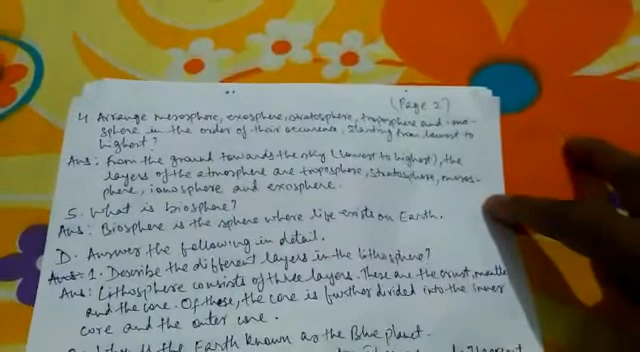 (Page 2)
4 Arrange mesosphere, exosphere, stratosphere, troposphere and iono-
sphere in the order of their occurence, starting from lowest to
highest?
Ans: From the ground towards the sky (lowest to highest), the
layers of the atmosphere are troposphere, stratosphere, mesos-
phere, ionosphere and exosphere.
5. What is biosphere?
Ans: Biosphere is the sphere where life exists on Earth.
D. Answer the following in detail.
Ans: 1. Describe the different layers in the lithosphere?
Ans: Lithosphere consists of three layers. These are the crust, mantle
and the core. Of these, the core is further divided into the inner
core and the outer core.
is the Earth known as the Blue planet.